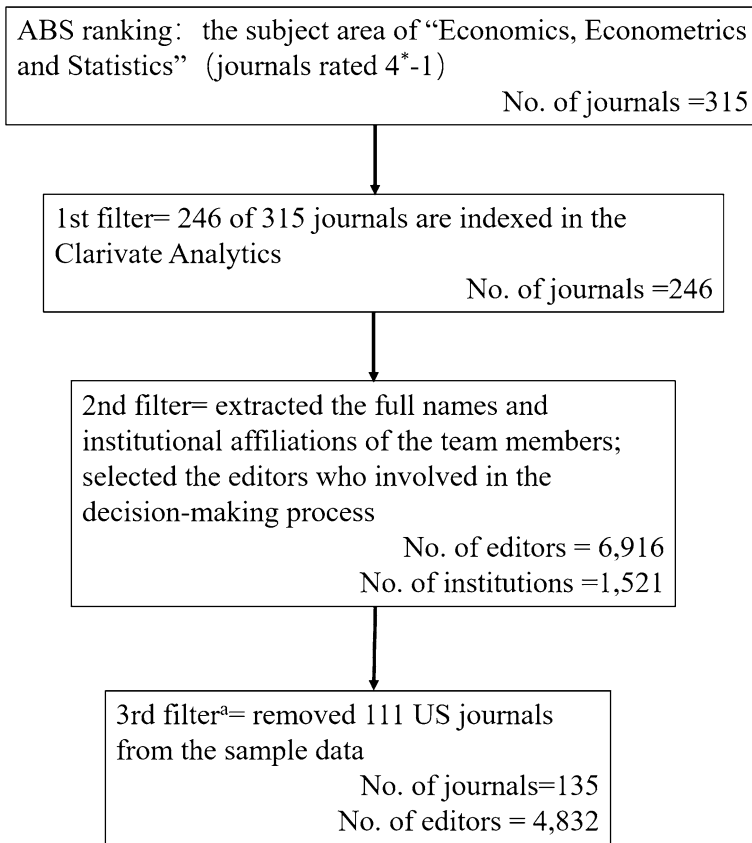 ABS ranking： the subject area of “Economics, Econometrics
and Statistics”（journals rated 4*-1)
No. of journals =315
1st filter= 246 of 315 journals are indexed in the
Clarivate Analytics
No. of journals =246
2nd filter= extracted the full names and
institutional affiliations of the team members;
selected the editors who involved in the
decision-making process
No. of editors = 6,916
No. of institutions =1,521
3rd filterᵃ= removed 111 US journals
from the sample data
No. of journals=135
No. of editors = 4,832